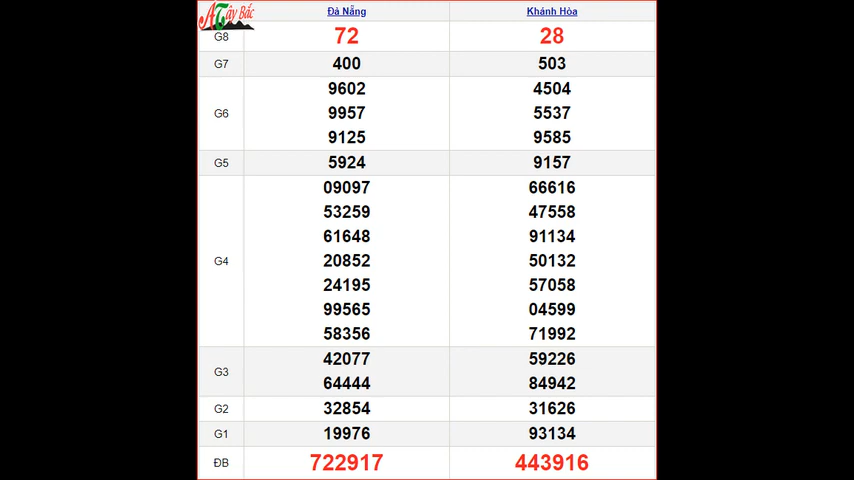 A Tây Bắc
Đà Nẵng Khánh Hòa
G8 72 28
G7 400 503
9602 4504
G6 9957 5537
9125 9585
G5 5924 9157
09097 66616
53259 47558
61648 91134
G4 20852 50132
24195 57058
99565 04599
58356 71992
G3 42077 59226
64444 84942
G2 32854 31626
G1 19976 93134
ĐB 722917 443916